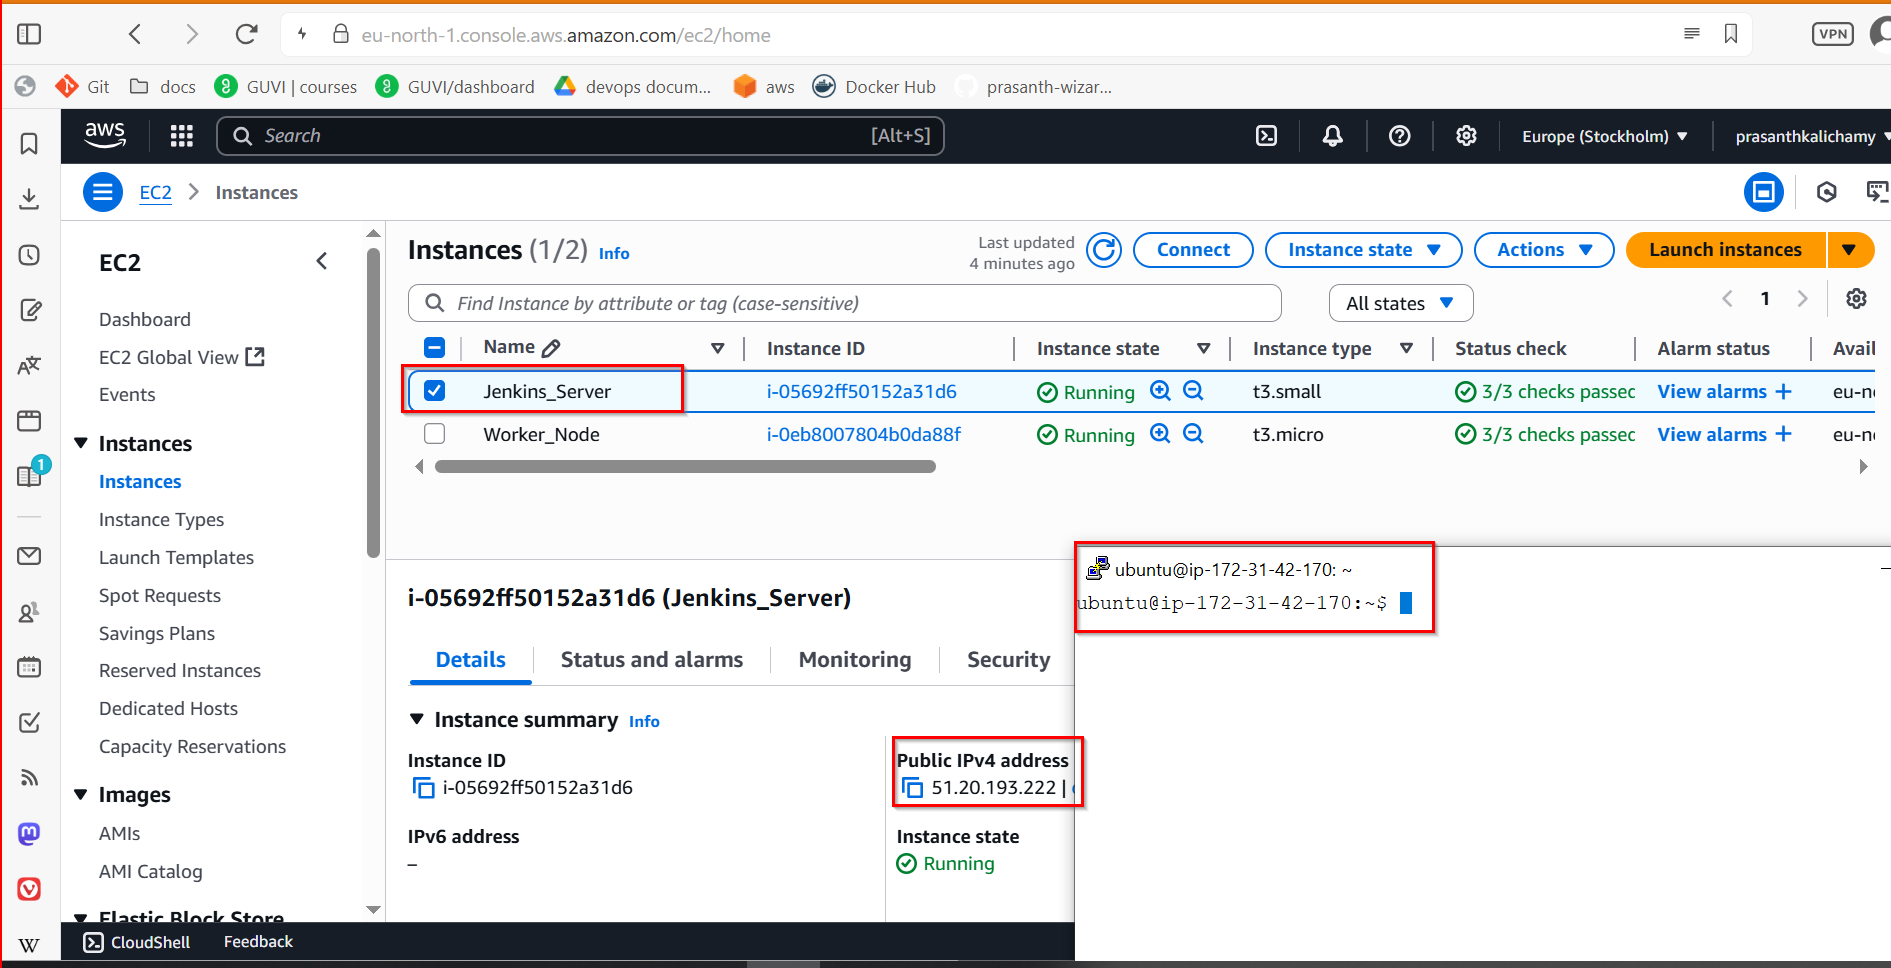 eu-north-1.console.aws.amazon.com/ec2/home
VPN
Git docs GUVI | courses GUVI/dashboard devops docum... aws Docker Hub prasanth-wizar...
aws Search [Alt+S] Europe (Stockholm) prasanthkalichamy
EC2 Instances
EC2
Dashboard
EC2 Global View
Events
Instances
Instances
Instance Types
Launch Templates
Spot Requests
Savings Plans
Reserved Instances
Dedicated Hosts
Capacity Reservations
Images
AMIs
AMI Catalog
Elastic Block Store
1
W
Instances (1/2) Info
Last updated
4 minutes ago
Connect Instance state Actions Launch instances
Find Instance by attribute or tag (case-sensitive) All states 1
Name Instance ID Instance state Instance type Status check Alarm status Avail
Jenkins_Server i-05692ff50152a31d6 Running t3.small 3/3 checks passec View alarms + eu-no
Worker_Node i-0eb8007804b0da88f Running t3.micro 3/3 checks passec View alarms + eu-no
i-05692ff50152a31d6 (Jenkins_Server)
Details Status and alarms Monitoring Security
Instance summary Info
Instance ID
i-05692ff50152a31d6
Public IPv4 address
51.20.193.222 |
IPv6 address
–
Instance state
Running
ubuntu@ip-172-31-42-170: ~
ubuntu@ip-172-31-42-170:~$
CloudShell Feedback